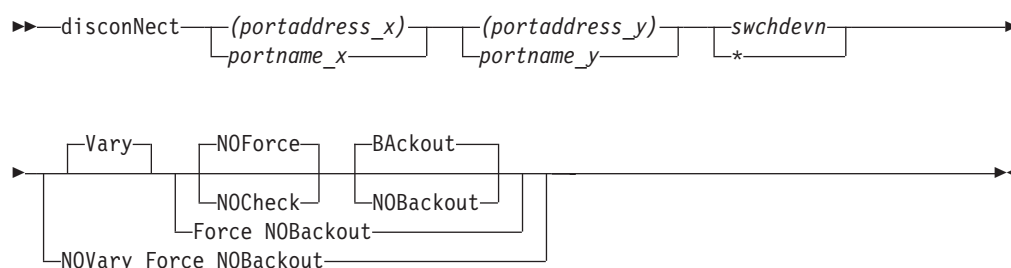 disconNect (portaddress_x) (portaddress_y) swchdevn
portname_x portname_y *
Vary NOForce BAckout
NOCheck NOBackout
Force NOBackout
NOVary Force NOBackout